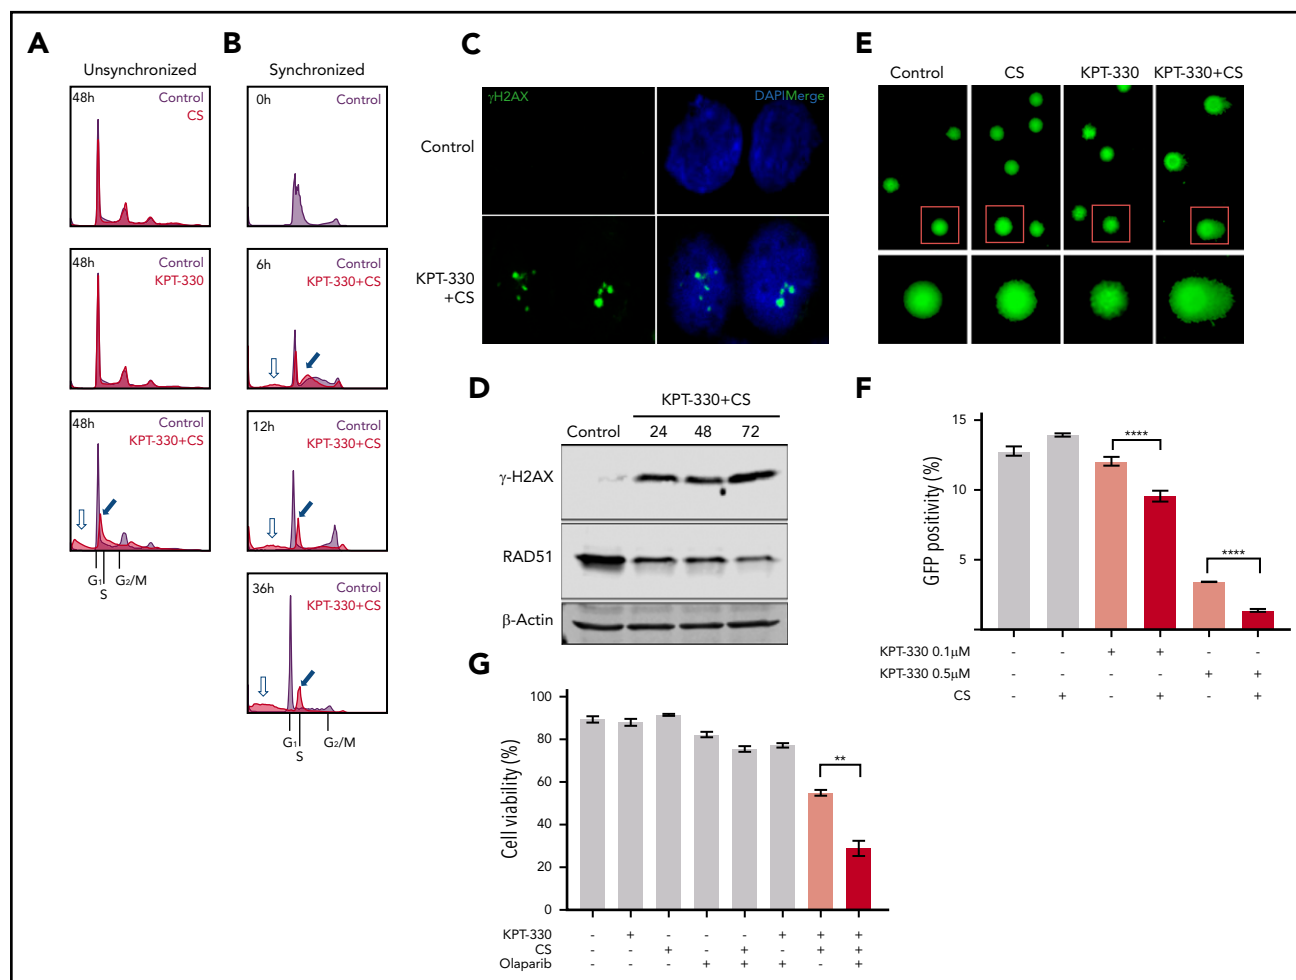 A
Unsynchronized
48h
Control
CS
48h
Control
KPT-330
48h
Control
KPT-330+CS
G1
S
G2/M
B
Synchronized
0h
Control
6h
Control
KPT-330+CS
12h
Control
KPT-330+CS
36h
Control
KPT-330+CS
G1
S
G2/M
C
γH2AX
DAPIMerge
Control
KPT-330
+CS
D
KPT-330+CS
Control 24 48 72
γ-H2AX
RAD51
β-Actin
E
Control CS KPT-330 KPT-330+CS
F
GFP positivity (%)
15
10
5
****
****
KPT-330 0.1μM - - + + - -
KPT-330 0.5μM - - - - + +
CS - + - + - +
G
Cell viability (%)
100
80
60
40
20
0
**
KPT-330 - + - - - + + +
CS - - + - + - + +
Olaparib - - - + + + - +